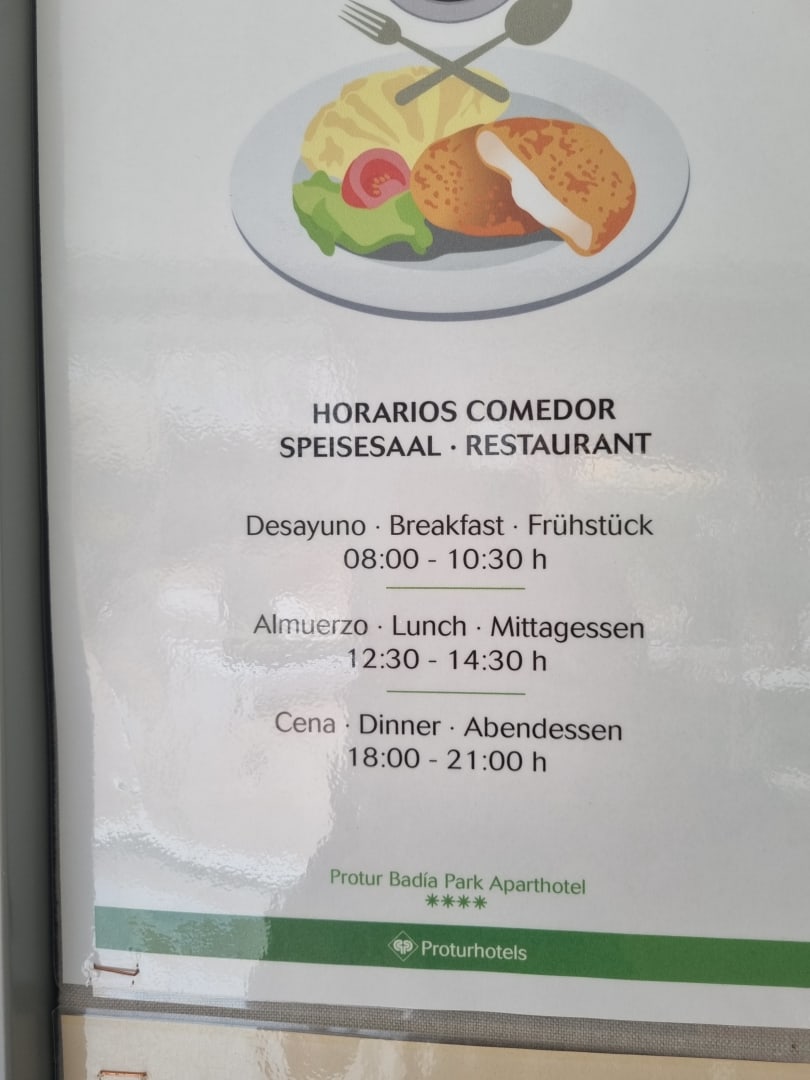 HORARIOS COMEDOR
SPEISESAAL · RESTAURANT
Desayuno · Breakfast · Frühstück
08:00 - 10:30 h
Almuerzo · Lunch · Mittagessen
12:30 - 14:30 h
Cena · Dinner · Abendessen
18:00 - 21:00 h
Protur Badía Park Aparthotel
****
Proturhotels